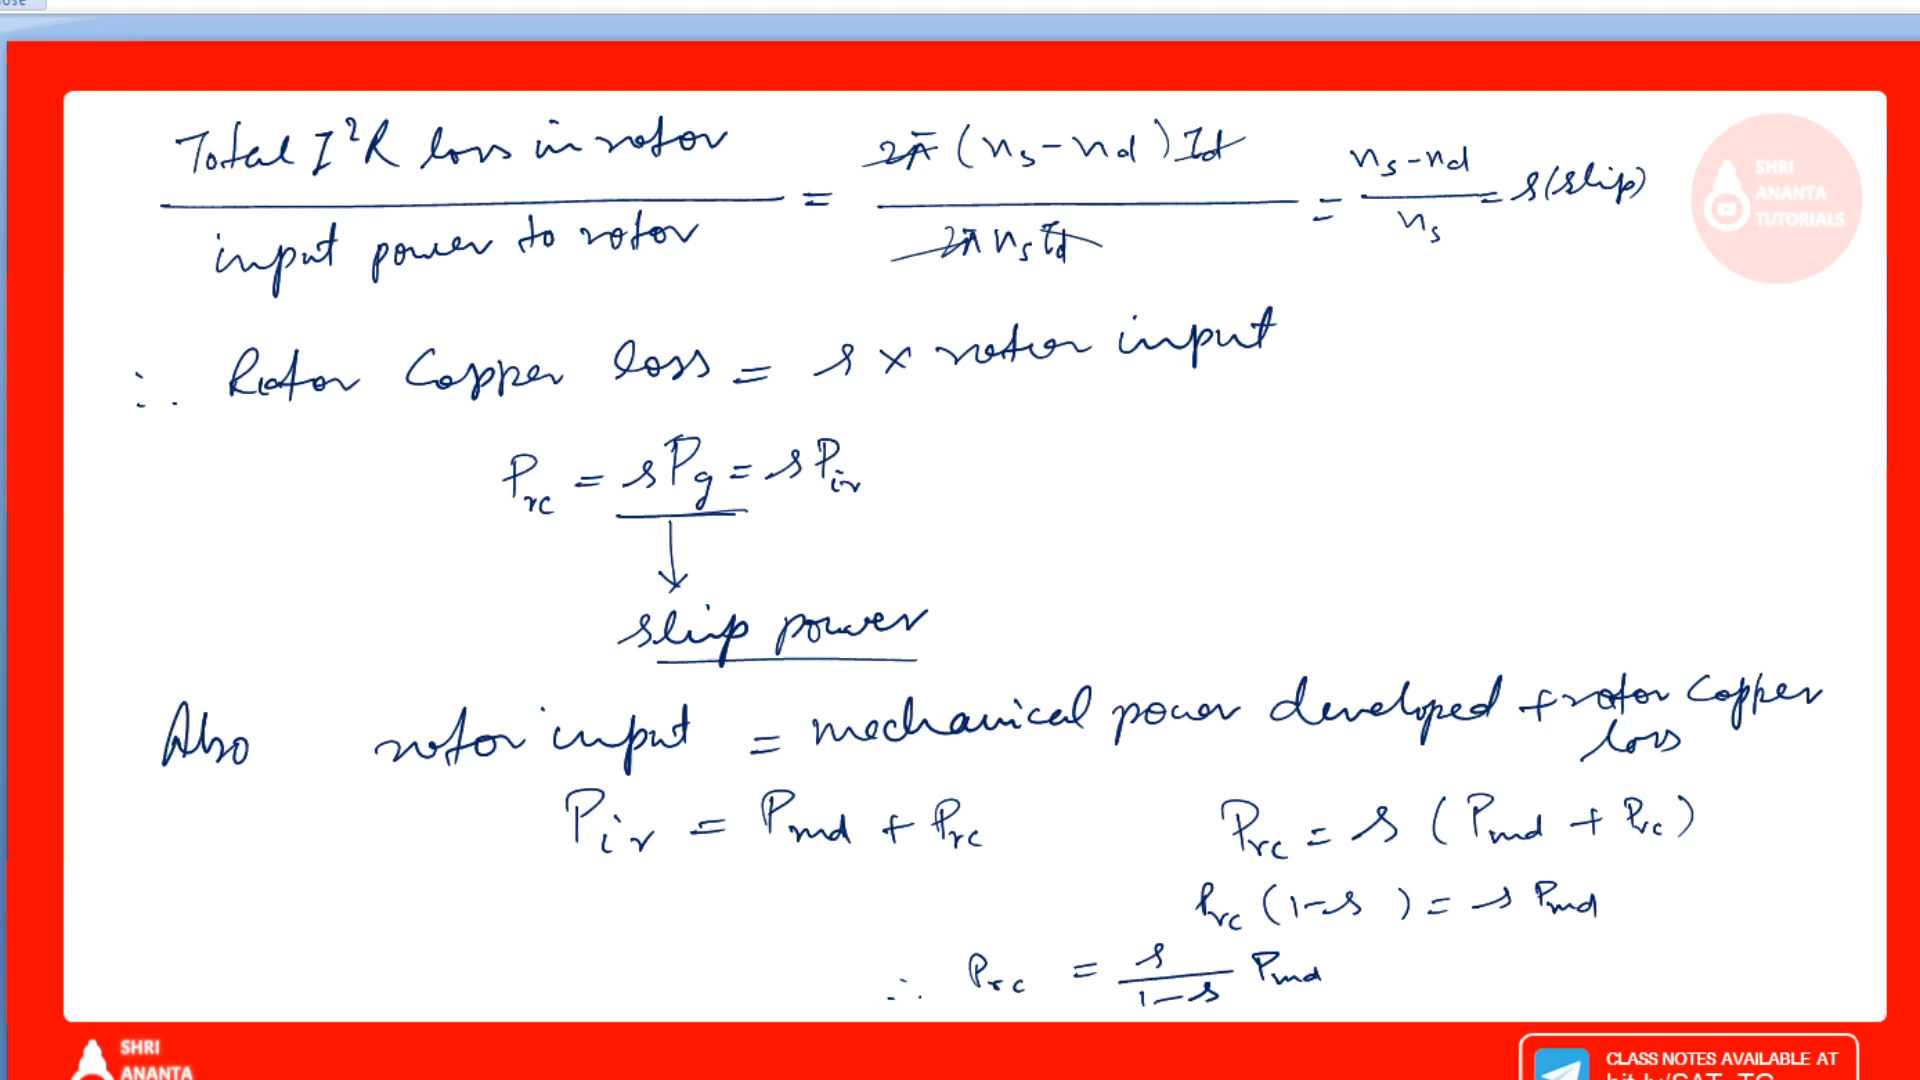 Total I²R loss in rotor / input power to rotor = 2π (ns - nd) Td / 2π ns Td = ns - nd / ns = s (slip)
∴ Rotor Copper loss = s × rotor input
Prc = sPg = sPir
↓
slip power
Also rotor input = mechanical power developed + rotor copper loss
Pir = Pmd + Prc
Prc = s (Pmd + Prc)
Prc (1-s) = s Pmd
∴ Prc = s / 1-s Pmd
SHRI
ANANTA
TUTORIALS
SHRI
ANANTA
CLASS NOTES AVAILABLE AT